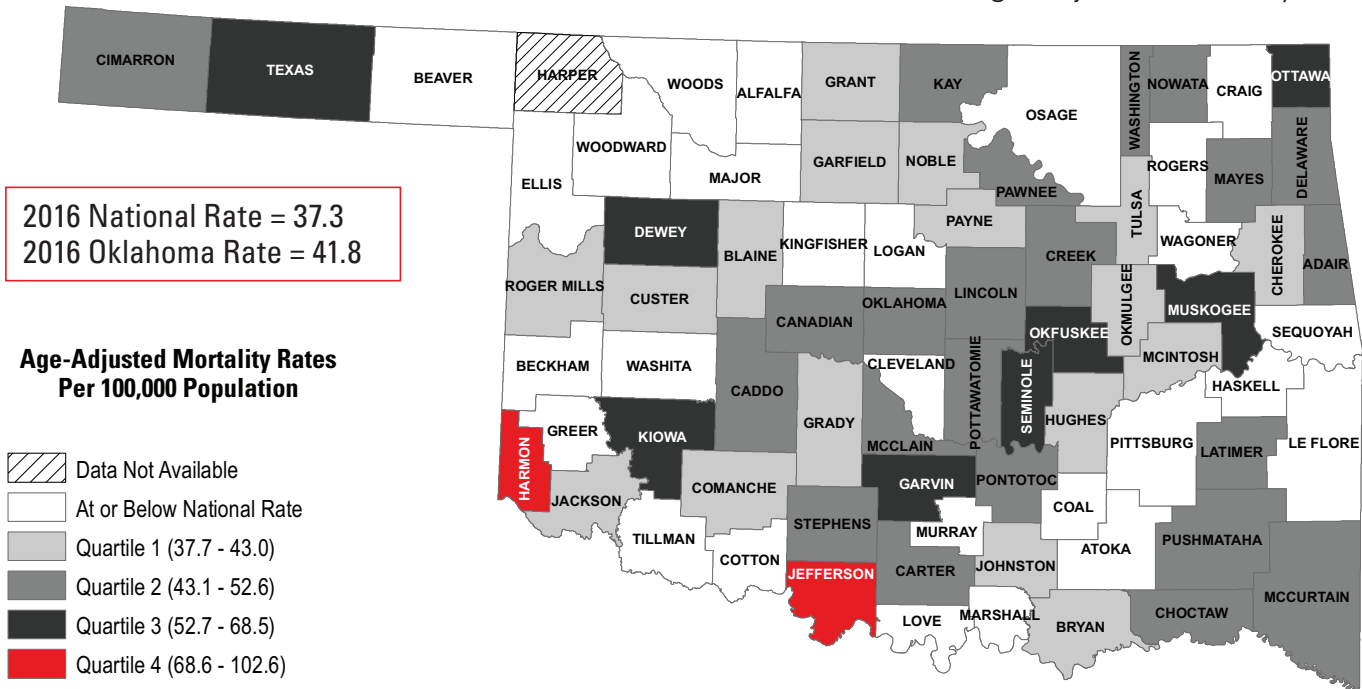 CIMARRON
TEXAS
BEAVER
HARPER
WOODS
ALFALFA
GRANT
KAY
OSAGE
WASHINGTON
NOWATA
CRAIG
OTTAWA
WOODWARD
ELLIS
MAJOR
GARFIELD
NOBLE
PAWNEE
ROGERS
MAYES
DELAWARE
2016 National Rate = 37.3
2016 Oklahoma Rate = 41.8
DEWEY
BLAINE
KINGFISHER
LOGAN
PAYNE
CREEK
TULSA
WAGONER
CHEROKEE
ADAIR
ROGER MILLS
CUSTER
CANADIAN
OKLAHOMA
LINCOLN
OKFUSKEE
OKMULGEE
MUSKOGEE
SEQUOYAH
BECKHAM
WASHITA
CADDO
GRADY
CLEVELAND
MCCLAIN
POTTAWATOMIE
SEMINOLE
HUGHES
MCINTOSH
HASKELL
PITTSBURG
LATIMER
LE FLORE
HARMON
GREER
KIOWA
JACKSON
COMANCHE
TILLMAN
COTTON
STEPHENS
JEFFERSON
GARVIN
MURRAY
CARTER
LOVE
PONTOTOC
JOHNSTON
MARSHALL
COAL
ATOKA
BRYAN
PUSHMATAHA
CHOCTAW
MCCURTAIN
Age-Adjusted Mortality Rates
Per 100,000 Population
Data Not Available
At or Below National Rate
Quartile 1 (37.7 - 43.0)
Quartile 2 (43.1 - 52.6)
Quartile 3 (52.7 - 68.5)
Quartile 4 (68.6 - 102.6)